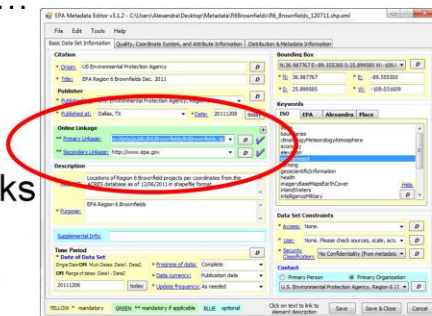 ...
ks
EPA Metadata Editor v3.1.2 - C:\Users\Alexandra\Desktop\Metadata\R6Brownfields\R6_Brownfields_120711.shp.xml
File Edit Tools Help
Basic Data Set Information Quality, Coordinate System, and Attribute Information Distribution & Metadata Information
Citation
* Origin: US Environmental Protection Agency D
* Title: EPA Region 6 Brownfields Dec. 2011 D
Publisher
Environmental Protection Agency, Region D
* Published at: Dallas, TX * Date: 20111208 today
Online Linkage
** Primary Linkage: D
** Secondary Linkage: http://www.epa.gov D
Description
Locations of Region 6 Brownfield projects per coordinates from the
ACRES database as of 12/06/2011 in shapefile format.
* Purpose: EPA Region 6 Brownfields
Supplemental Info:
Time Period
* Date of Data Set
Single Date OR Multi Dates: Date1, Date2. * Progress of data: Complete
OR Range of dates: Date1 - Date2 * Date currency: Publication date
20111208 today * Update frequency: As needed
Bounding Box
D
* N: 36.987767 * E: -89.555300
* S: 25.899585 * W: -109.031609
Keywords
ISO EPA Alexandra Place
boundaries
climatologyMeteorologyAtmosphere
economy
elevation
environment
farming
geoscientificInformation
health
imageryBaseMapsEarthCover
inlandWaters
intelligenceMilitary
Help
D
Data Set Constraints
* Access: None. D
* Use: None. Please check sources, scale, acc D
* Security Classification: No Confidentiality (from metadata D
Contact
Primary Person Primary Organization
U.S. Environmental Protection Agency, Region 6 D
YELLOW * mandatory GREEN ** mandatory if applicable BLUE optional Click on text to link to element description Save Save & Close Cancel